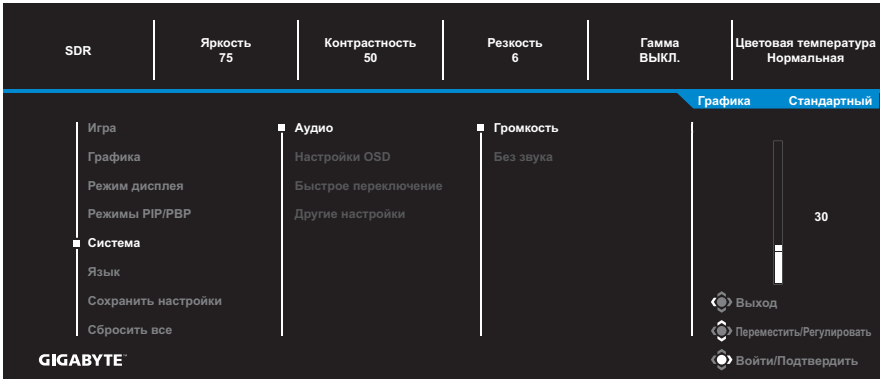 SDR
Яркость
75
Контрастность
50
Резкость
6
Гамма
ВЫКЛ.
Цветовая температура
Нормальная
Графика Стандартный
Игра
Графика
Режим дисплея
Режимы PIP/PBP
Система
Язык
Сохранить настройки
Сбросить все
Аудио
Настройки OSD
Быстрое переключение
Другие настройки
Громкость
Без звука
30
Выход
Переместить/Регулировать
Войти/Подтвердить
GIGABYTE™